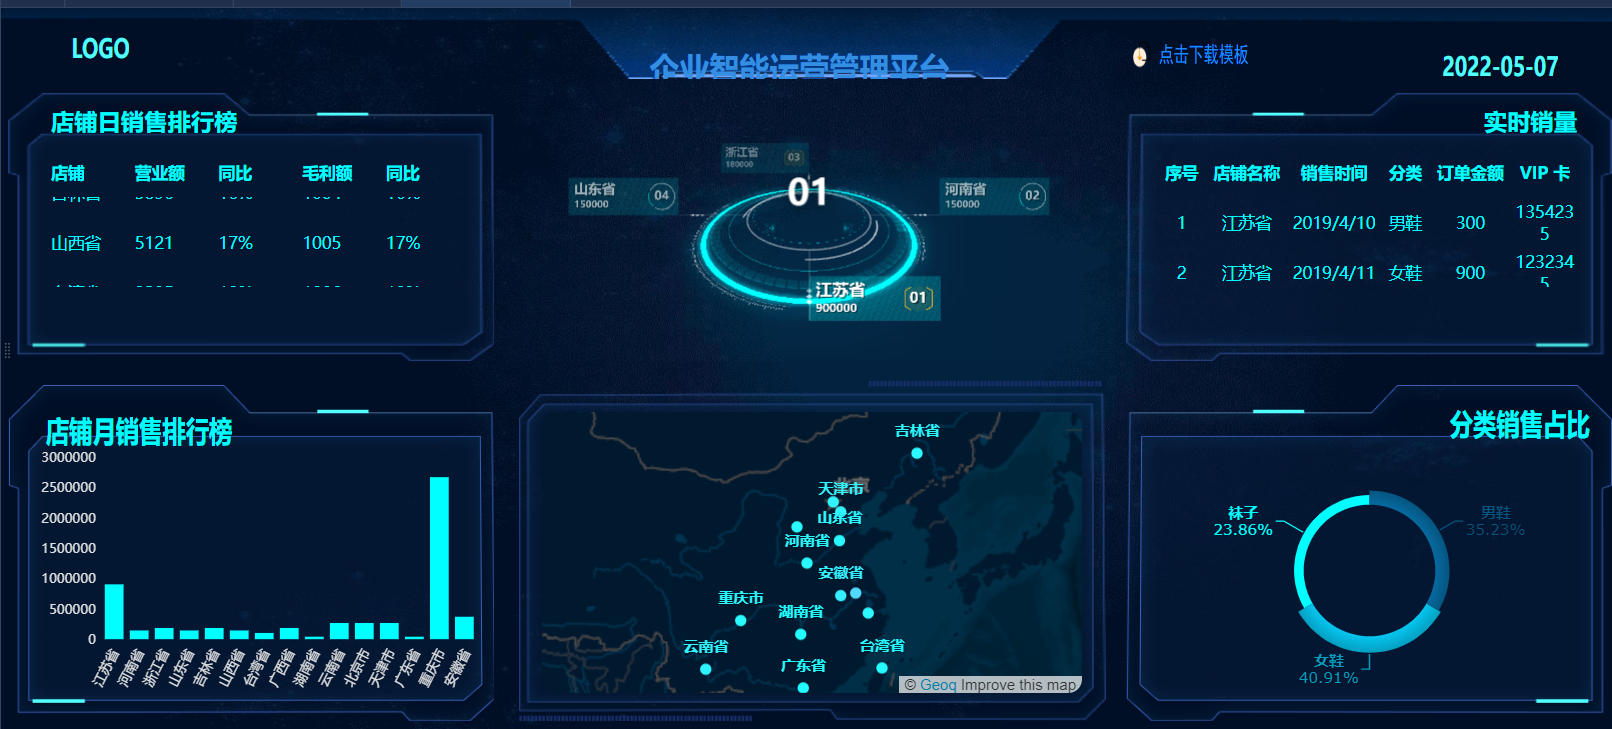 LOGO
企业智能运营管理平台
点击下载模板
2022-05-07
店铺日销售排行榜
店铺 营业额 同比 毛利额 同比
山西省 5121 17% 1005 17%
浙江省 03
180000
山东省 04
150000
01
河南省 02
150000
江苏省 01
900000
实时销量
序号 店铺名称 销售时间 分类 订单金额 VIP 卡
1 江苏省 2019/4/10 男鞋 300 135423
5
2 江苏省 2019/4/11 女鞋 900 123234
5
店铺月销售排行榜
3000000
2500000
2000000
1500000
1000000
500000
0
江苏省 河南省 浙江省 山东省 吉林省 山西省 台湾省 广西省 湖南省 云南省 北京市 天津市 广东省 重庆市 安徽省
吉林省
天津市
山东省
河南省
安徽省
重庆市
湖南省
云南省
台湾省
广东省
© Geoq Improve this map
分类销售占比
袜子
23.86%
男鞋
35.23%
女鞋
40.91%